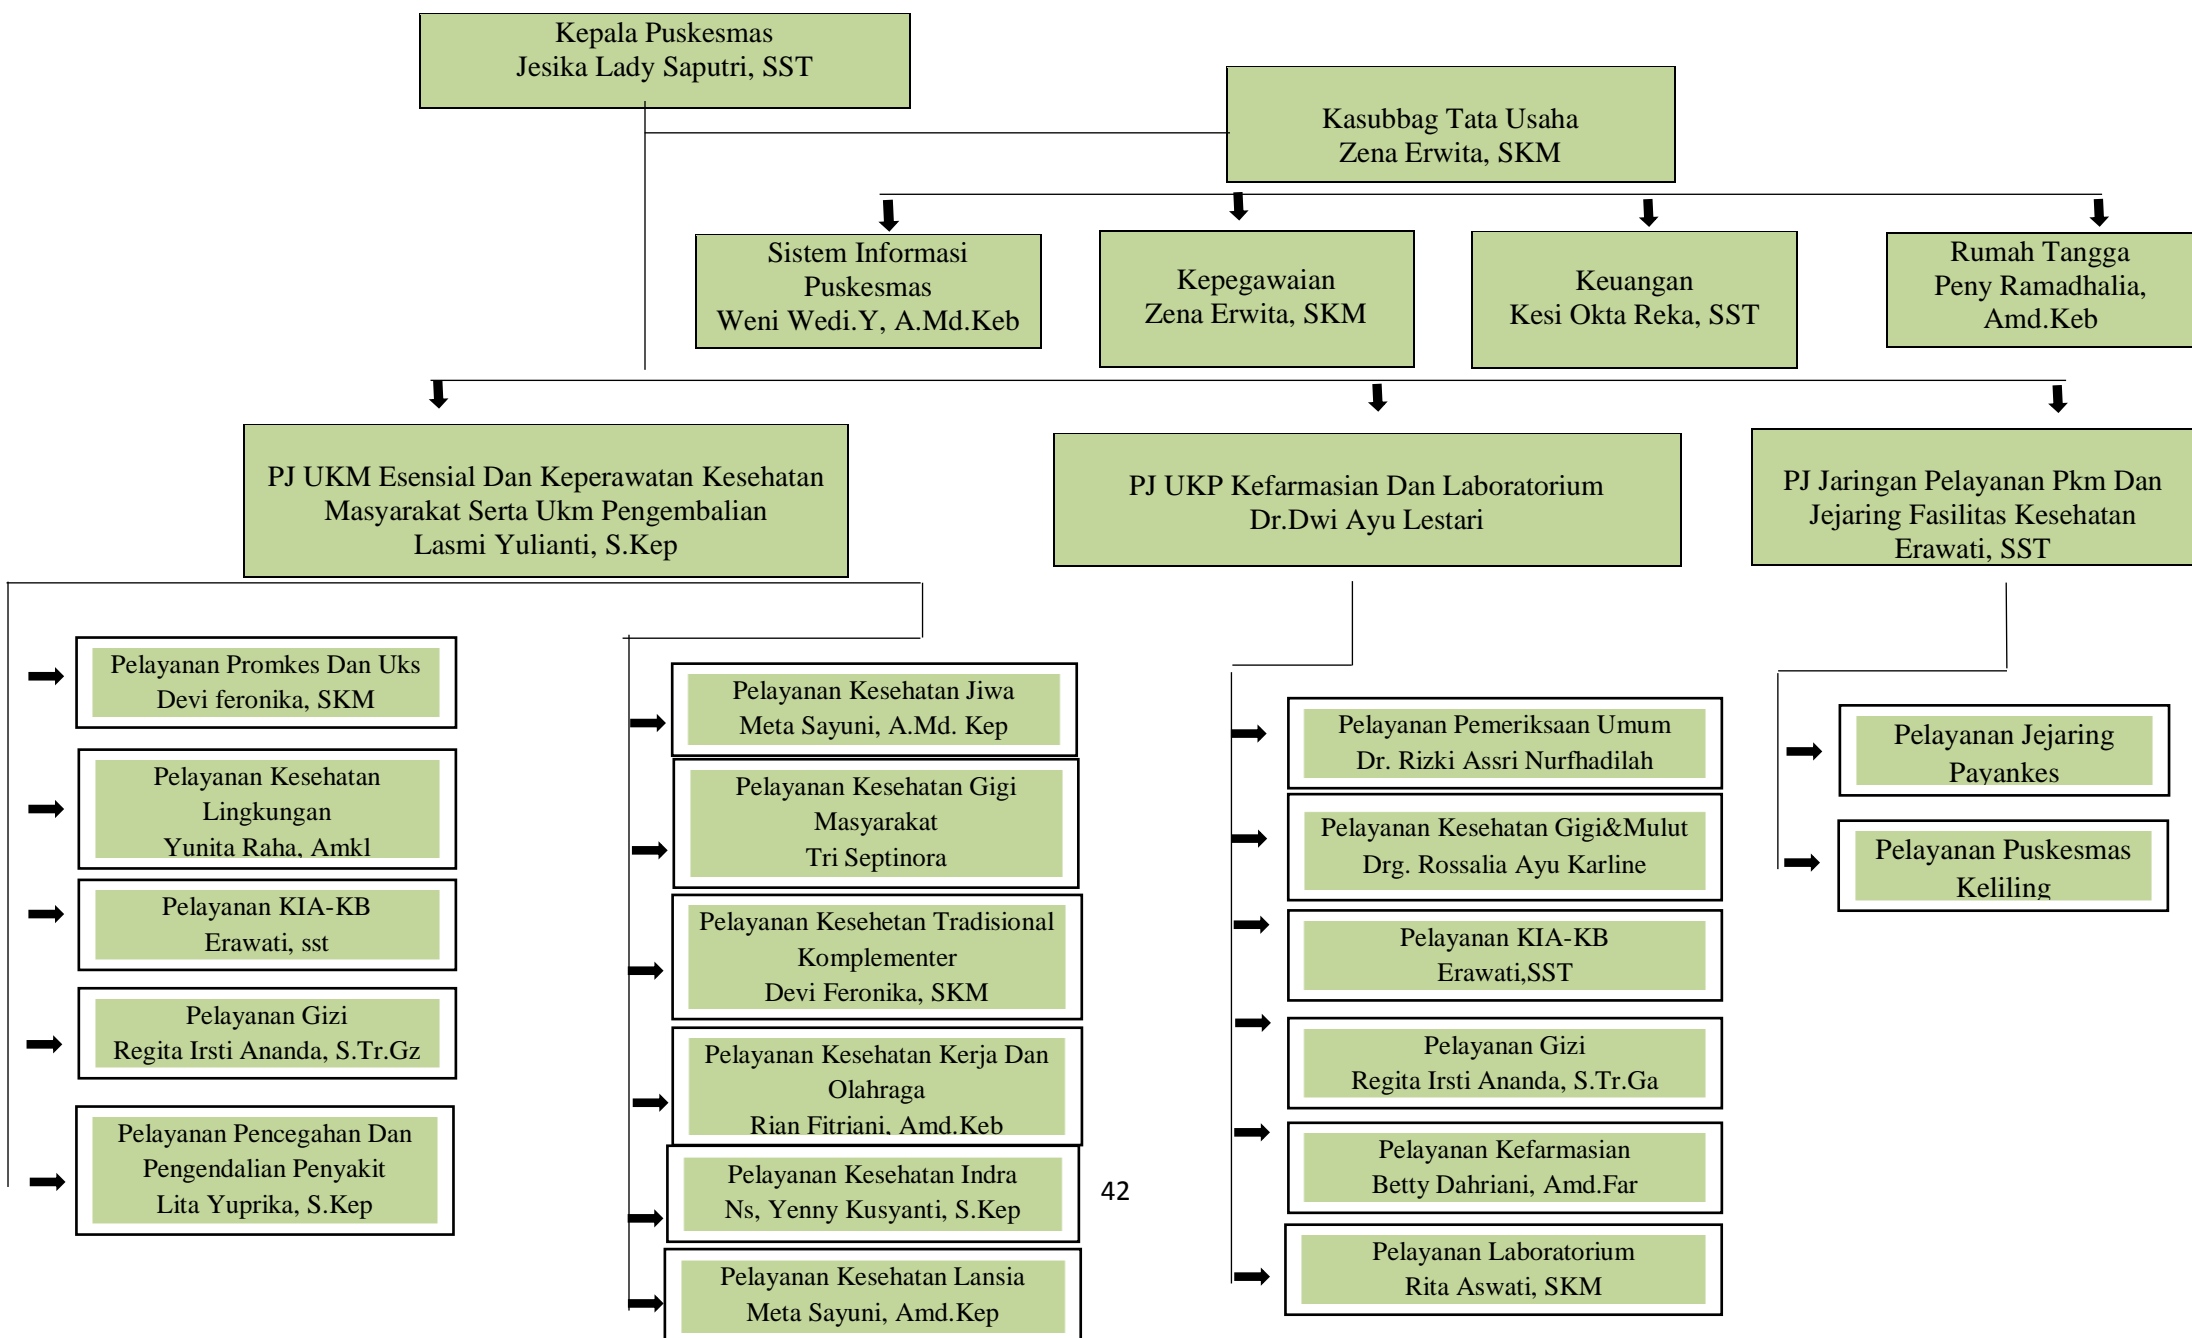 Kepala Puskesmas
Jesika Lady Saputri, SST
Kasubbag Tata Usaha
Zena Erwita, SKM
Sistem Informasi
Puskesmas
Weni Wedi.Y, A.Md.Keb
Kepegawaian
Zena Erwita, SKM
Keuangan
Kesi Okta Reka, SST
Rumah Tangga
Peny Ramadhalia,
Amd.Keb
PJ UKM Esensial Dan Keperawatan Kesehatan
Masyarakat Serta Ukm Pengembalian
Lasmi Yulianti, S.Kep
PJ UKP Kefarmasian Dan Laboratorium
Dr.Dwi Ayu Lestari
PJ Jaringan Pelayanan Pkm Dan
Jejaring Fasilitas Kesehatan
Erawati, SST
Pelayanan Promkes Dan Uks
Devi feronika, SKM
Pelayanan Kesehatan
Lingkungan
Yunita Raha, Amkl
Pelayanan KIA-KB
Erawati, sst
Pelayanan Gizi
Regita Irsti Ananda, S.Tr.Gz
Pelayanan Pencegahan Dan
Pengendalian Penyakit
Lita Yuprika, S.Kep
Pelayanan Kesehatan Jiwa
Meta Sayuni, A.Md. Kep
Pelayanan Kesehatan Gigi
Masyarakat
Tri Septinora
Pelayanan Kesehetan Tradisional
Komplementer
Devi Feronika, SKM
Pelayanan Kesehatan Kerja Dan
Olahraga
Rian Fitriani, Amd.Keb
Pelayanan Kesehatan Indra
Ns, Yenny Kusyanti, S.Kep
Pelayanan Kesehatan Lansia
Meta Sayuni, Amd.Kep
42
Pelayanan Pemeriksaan Umum
Dr. Rizki Assri Nurfhadilah
Pelayanan Kesehatan Gigi&Mulut
Drg. Rossalia Ayu Karline
Pelayanan KIA-KB
Erawati,SST
Pelayanan Gizi
Regita Irsti Ananda, S.Tr.Ga
Pelayanan Kefarmasian
Betty Dahriani, Amd.Far
Pelayanan Laboratorium
Rita Aswati, SKM
Pelayanan Jejaring
Payankes
Pelayanan Puskesmas
Keliling